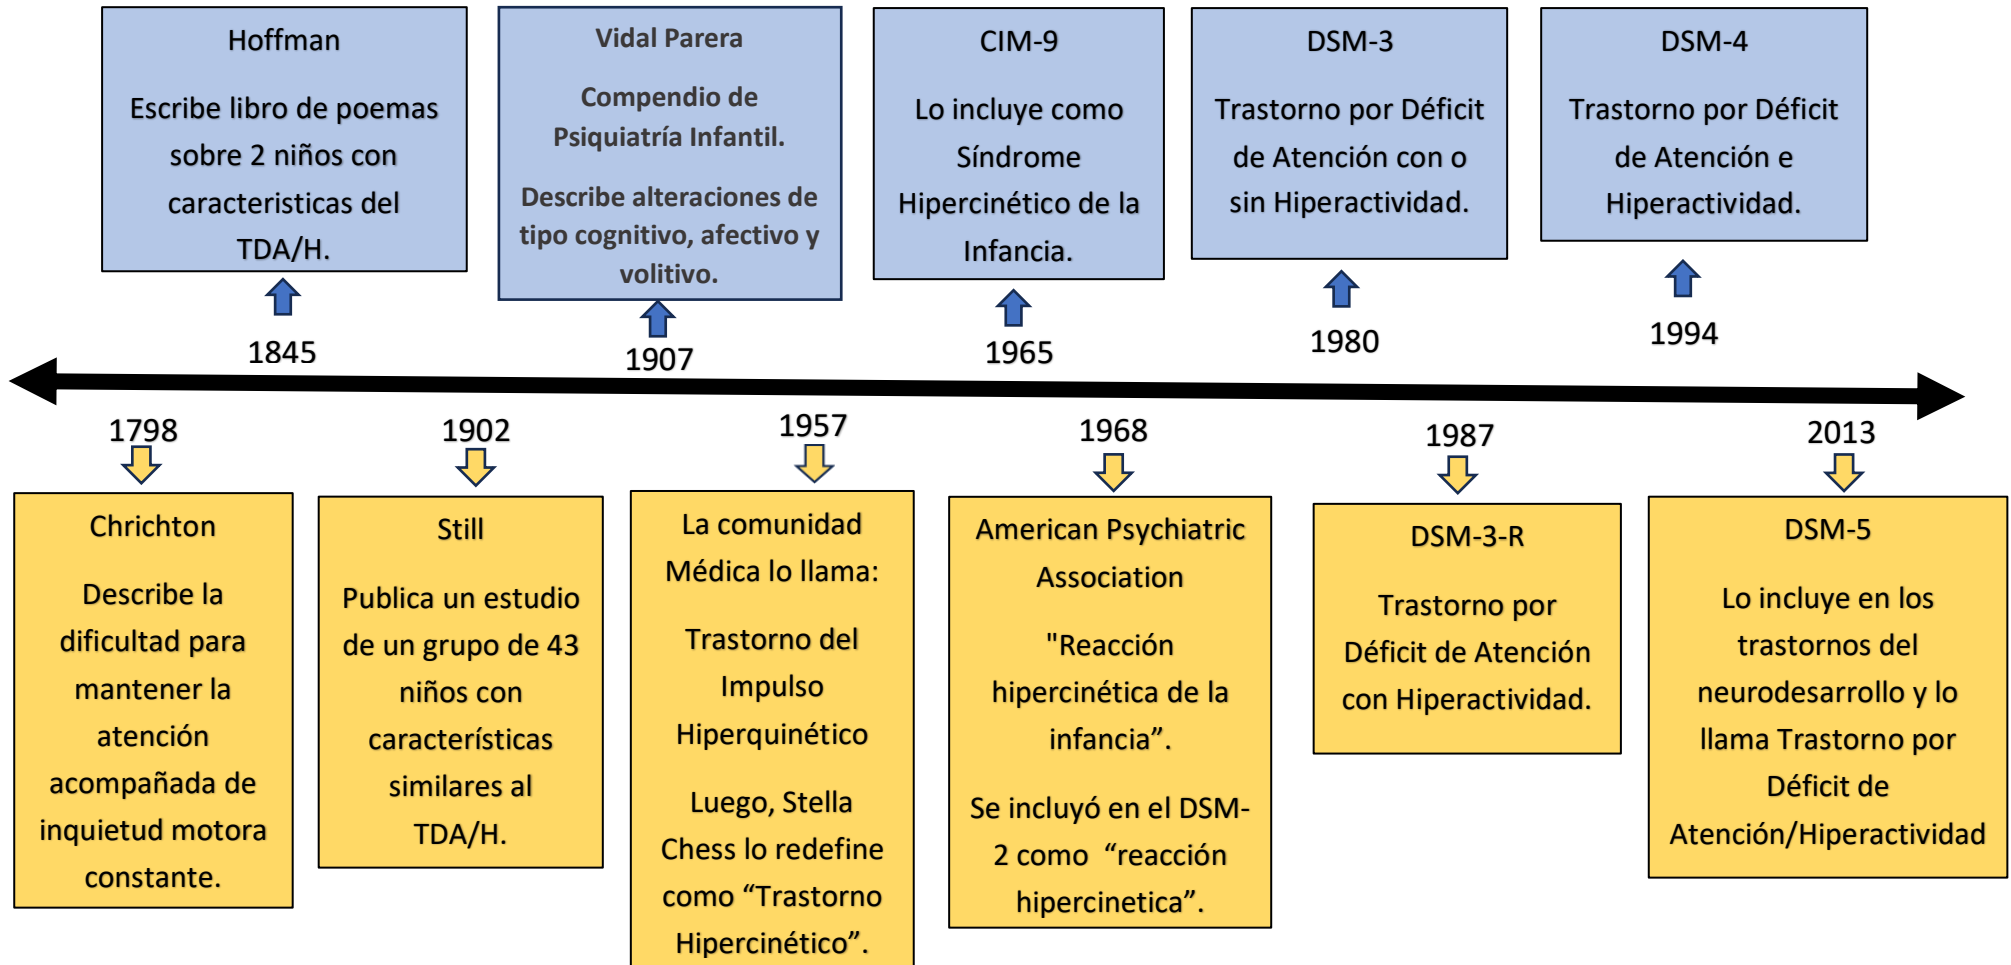 Hoffman
Escribe libro de poemas
sobre 2 niños con
caracteristicas del
TDA/H.
Vidal Parera
Compendio de
Psiquiatría Infantil.
Describe alteraciones de
tipo cognitivo, afectivo y
volitivo.
CIM-9
Lo incluye como
Síndrome
Hipercinético de la
Infancia.
DSM-3
Trastorno por Déficit
de Atención con o
sin Hiperactividad.
DSM-4
Trastorno por Déficit
de Atención e
Hiperactividad.
1845
1907
1965
1980
1994
1798
1902
1957
1968
1987
2013
Chrichton
Describe la
dificultad para
mantener la
atención
acompañada de
inquietud motora
constante.
Still
Publica un estudio
de un grupo de 43
niños con
características
similares al
TDA/H.
La comunidad
Médica lo llama:
Trastorno del
Impulso
Hiperquinético
Luego, Stella
Chess lo redefine
como “Trastorno
Hipercinético”.
American Psychiatric
Association
"Reacción
hipercinética de la
infancia”.
Se incluyó en el DSM-
2 como “reacción
hipercinetica”.
DSM-3-R
Trastorno por
Déficit de Atención
con Hiperactividad.
DSM-5
Lo incluye en los
trastornos del
neurodesarrollo y lo
llama Trastorno por
Déficit de
Atención/Hiperactividad